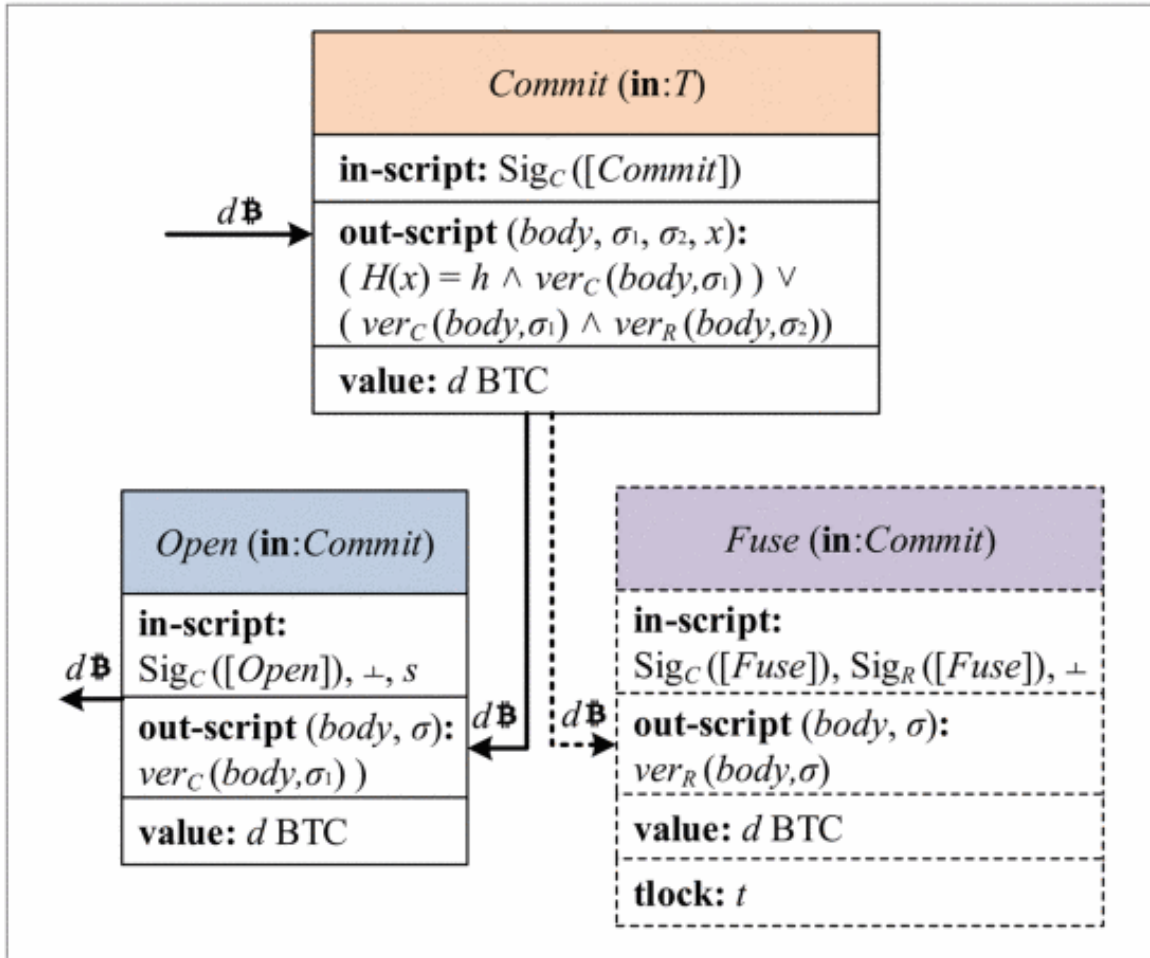 Commit (in:T)
in-script: Sig_C([Commit])
d₿
out-script (body, σ₁, σ₂, x):
( H(x) = h ∧ ver_C(body,σ₁) ) ∨
( ver_C(body,σ₁) ∧ ver_R(body,σ₂))
value: d BTC
Open (in:Commit)
in-script:
Sig_C([Open]), ⊥, s
d₿
out-script (body, σ):
ver_C(body,σ₁) )
value: d BTC
d₿
d₿
Fuse (in:Commit)
in-script:
Sig_C([Fuse]), Sig_R([Fuse]), ⊥
out-script (body, σ):
ver_R(body,σ)
value: d BTC
tlock: t